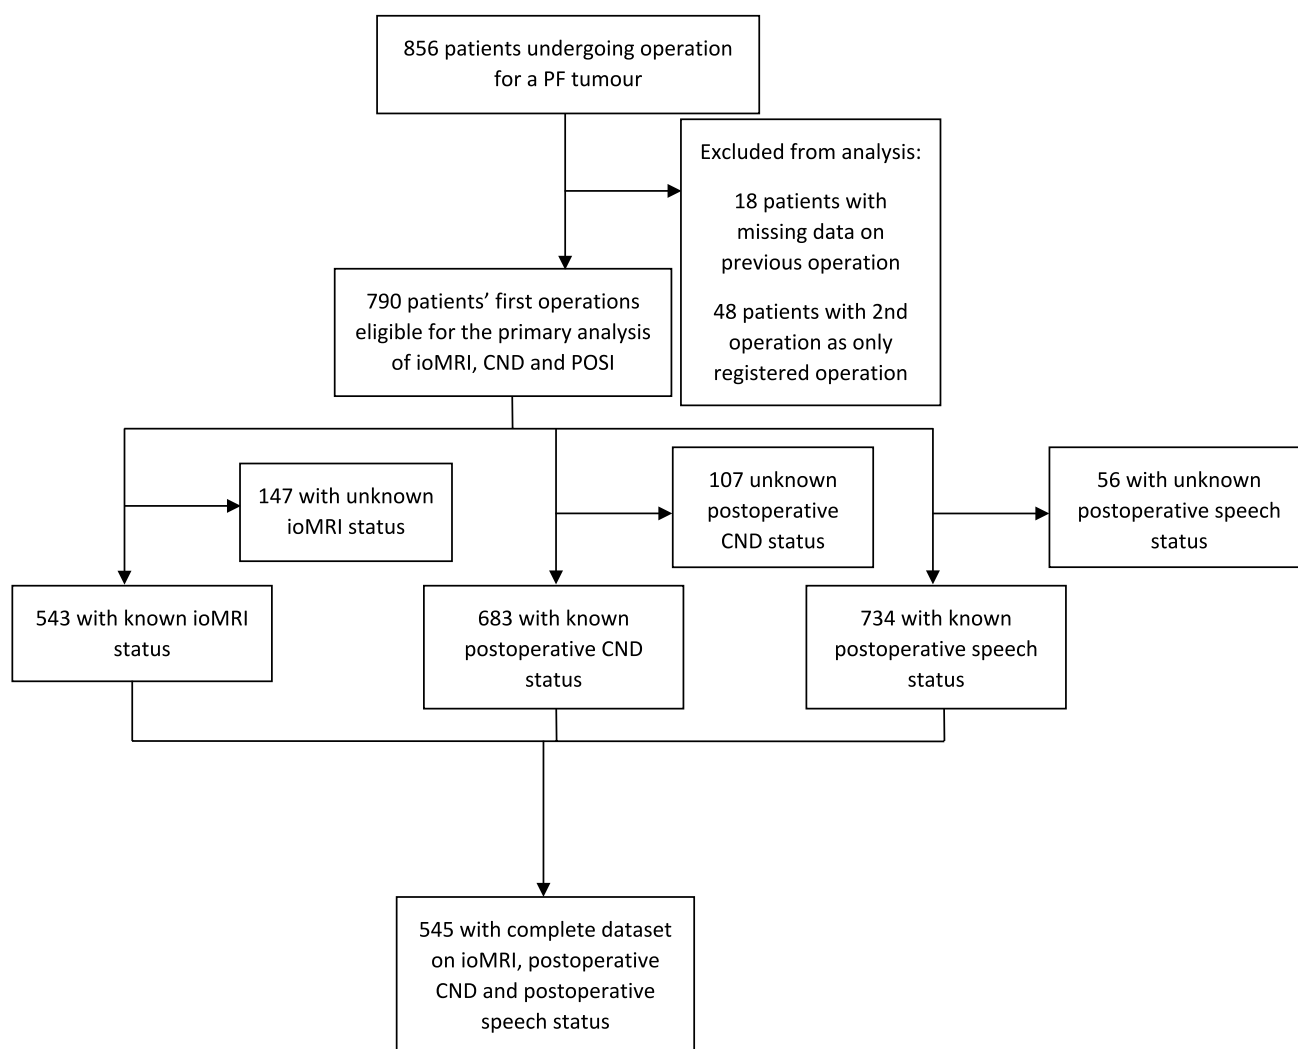 856 patients undergoing operation
for a PF tumour
Excluded from analysis:
18 patients with
missing data on
previous operation
48 patients with 2nd
operation as only
registered operation
790 patients’ first operations
eligible for the primary analysis
of ioMRI, CND and POSI
147 with unknown
ioMRI status
107 unknown
postoperative
CND status
56 with unknown
postoperative speech
status
543 with known ioMRI
status
683 with known
postoperative CND
status
734 with known
postoperative speech
status
545 with complete dataset
on ioMRI, postoperative
CND and postoperative
speech status